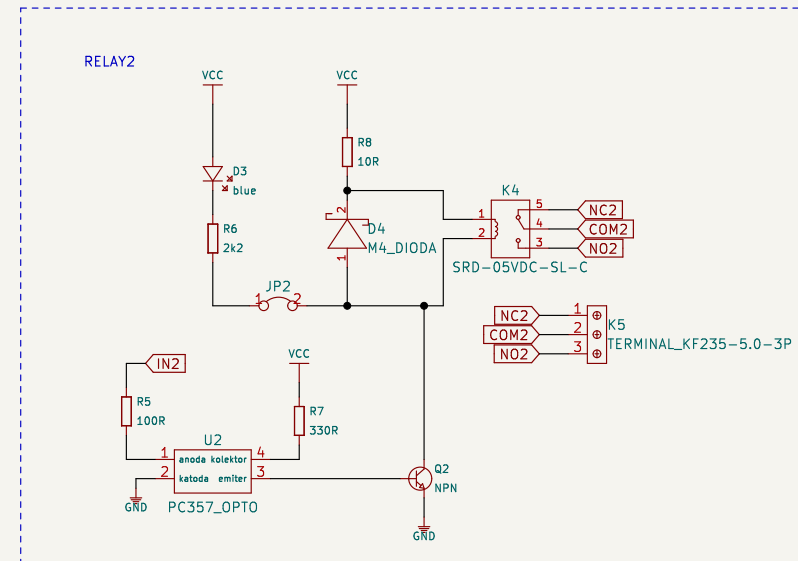 RELAY2
VCC
VCC
R8
10R
D3
blue
K4
2
5
NC2
R6
2k2
D4
1
4
COM2
M4_DIODA
2
3
NO2
1
SRD-05VDC-SL-C
JP2
1
2
NC2
1
K5
COM2
2
TERMINAL_KF235-5.0-3P
NO2
3
VCC
IN2
R5
100R
R7
330R
U2
1
anoda kolektor
4
2
katoda emiter
3
Q2
NPN
GND
PC357_OPTO
GND